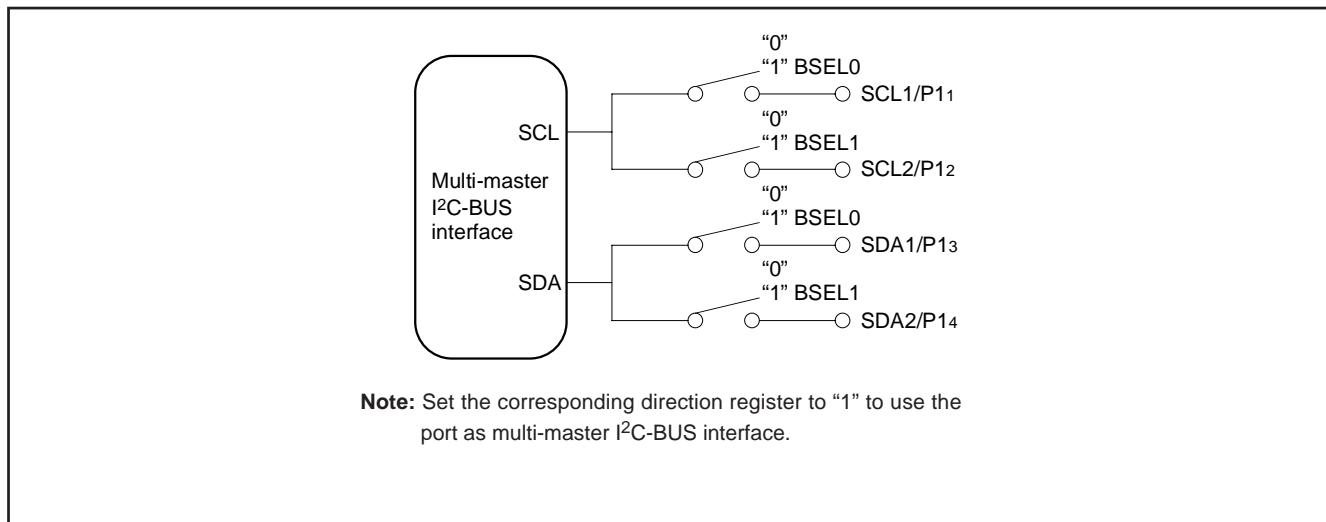 “0”
“1” BSEL0
SCL1/P11
SCL
“0”
“1” BSEL1
SCL2/P12
Multi-master
I2C-BUS
interface
“0”
“1” BSEL0
SDA1/P13
SDA
“0”
“1” BSEL1
SDA2/P14
Note: Set the corresponding direction register to “1” to use the
port as multi-master I2C-BUS interface.